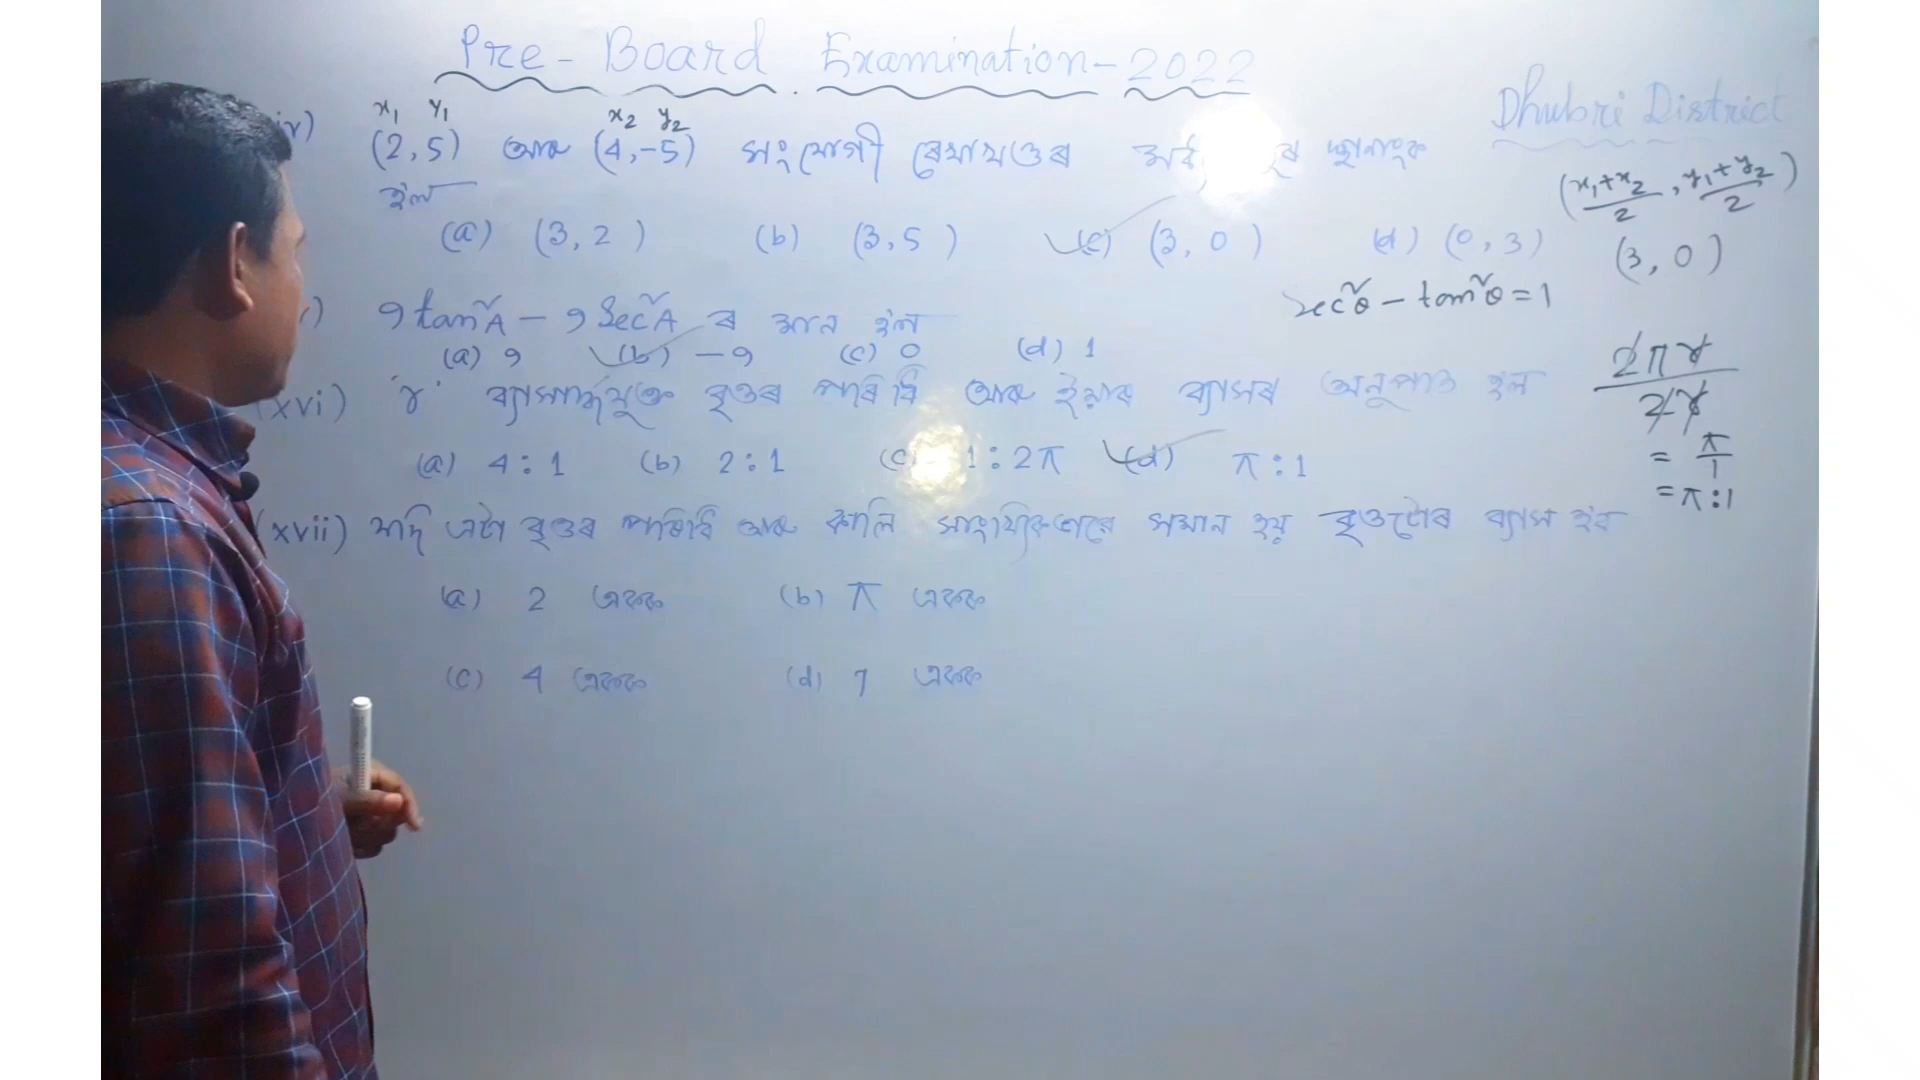 Pre - Board Examination - 2022
Dhubri District
x₁ y₁ x₂ y₂
iv) (2, 5) আৰু (4, -5) সংযোগী ৰেখাখণ্ডৰ স্থানাংক
হ'ল
(x₁+x₂/2, y₁+y₂/2)
(a) (3, 2) (b) (3, 5) (c) (3, 0) (d) (0, 3)
(3, 0)
sec²θ - tan²θ = 1
) 9 tan²A - 9 Sec²A ৰ মান হ'ল
(a) 9 (b) -9 (c) 0 (d) 1
(xvi) 'r' ব্যাসাৰ্দ্ধযুক্ত বৃত্তৰ পৰিধি আৰু ইয়াৰ ব্যাসৰ অনুপাত হ'ল
2πr/2r
= π/1
= π:1
(a) 4:1 (b) 2:1 (c) 1:2π (d) π:1
(xvii) যদি এটা বৃত্তৰ পৰিধি আৰু কালি সাংখ্যিকভাৱে সমান হয় বৃত্তটোৰ ব্যাস হ'ব
(a) 2 একক (b) π একক
(c) 4 একক (d) 7 একক